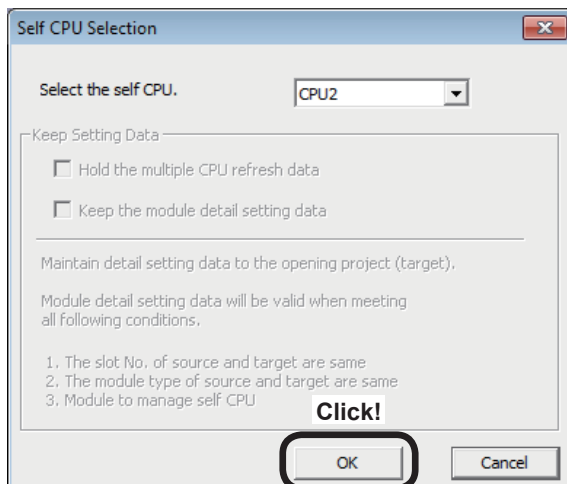 Self CPU Selection
Select the self CPU.
CPU2
Keep Setting Data
Hold the multiple CPU refresh data
Keep the module detail setting data
Maintain detail setting data to the opening project (target).
Module detail setting data will be valid when meeting
all following conditions.
1. The slot No. of source and target are same
2. The module type of source and target are same
3. Module to manage self CPU
Click!
OK
Cancel